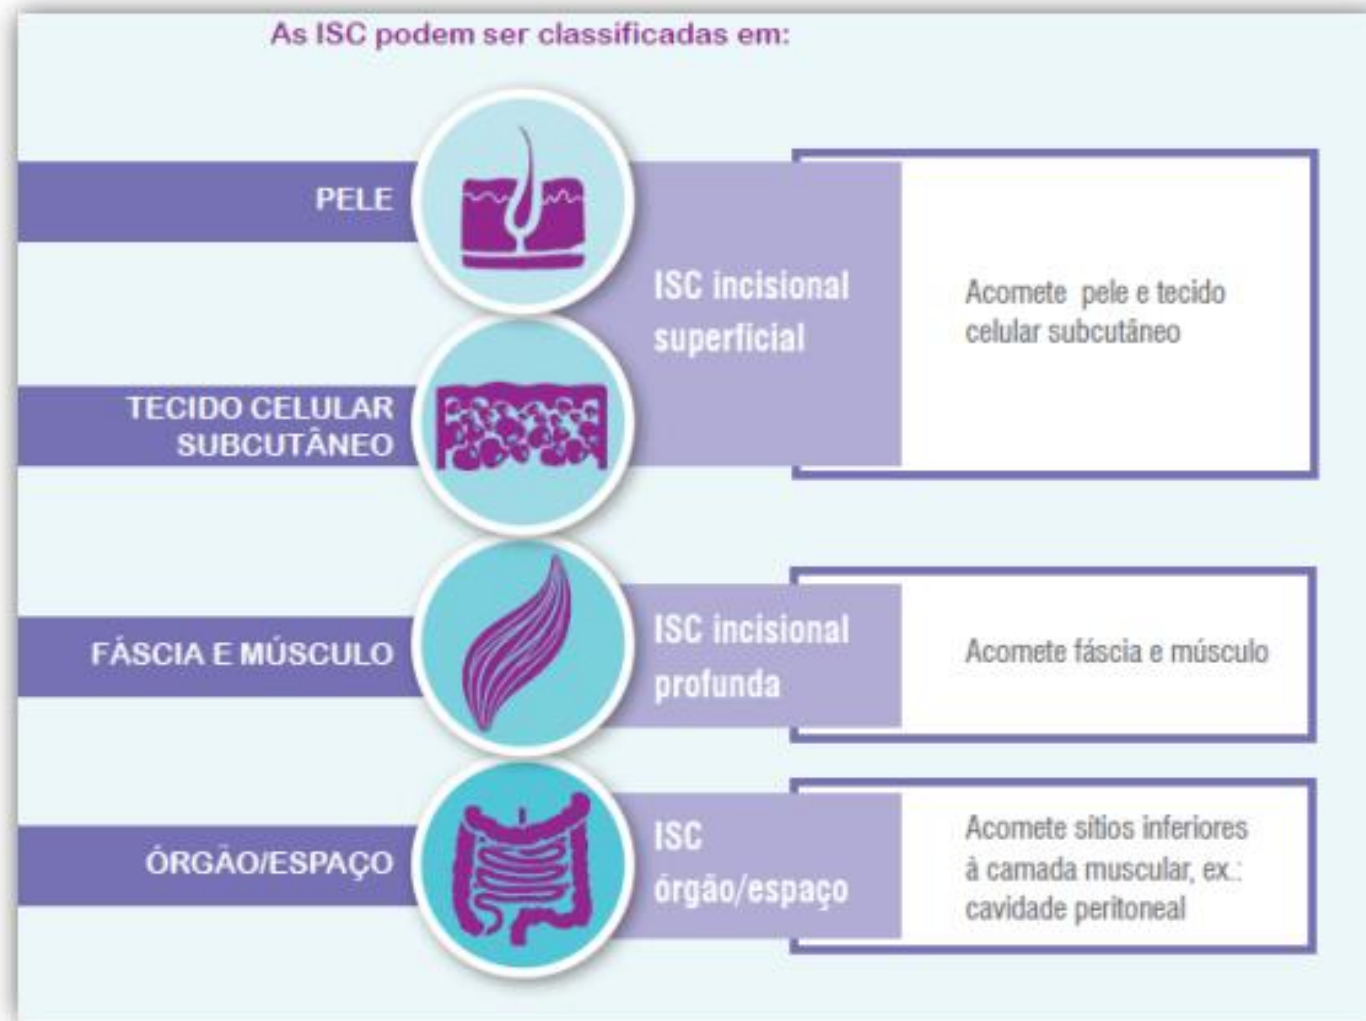 As ISC podem ser classificadas em:
PELE
ISC incisional
superficial
Acomete pele e tecido
celular subcutâneo
TECIDO CELULAR
SUBCUTÂNEO
FÁSCIA E MÚSCULO
ISC incisional
profunda
Acomete fáscia e músculo
ÓRGÃO/ESPAÇO
ISC
órgão/espaço
Acomete sítios inferiores
à camada muscular, ex.:
cavidade peritoneal